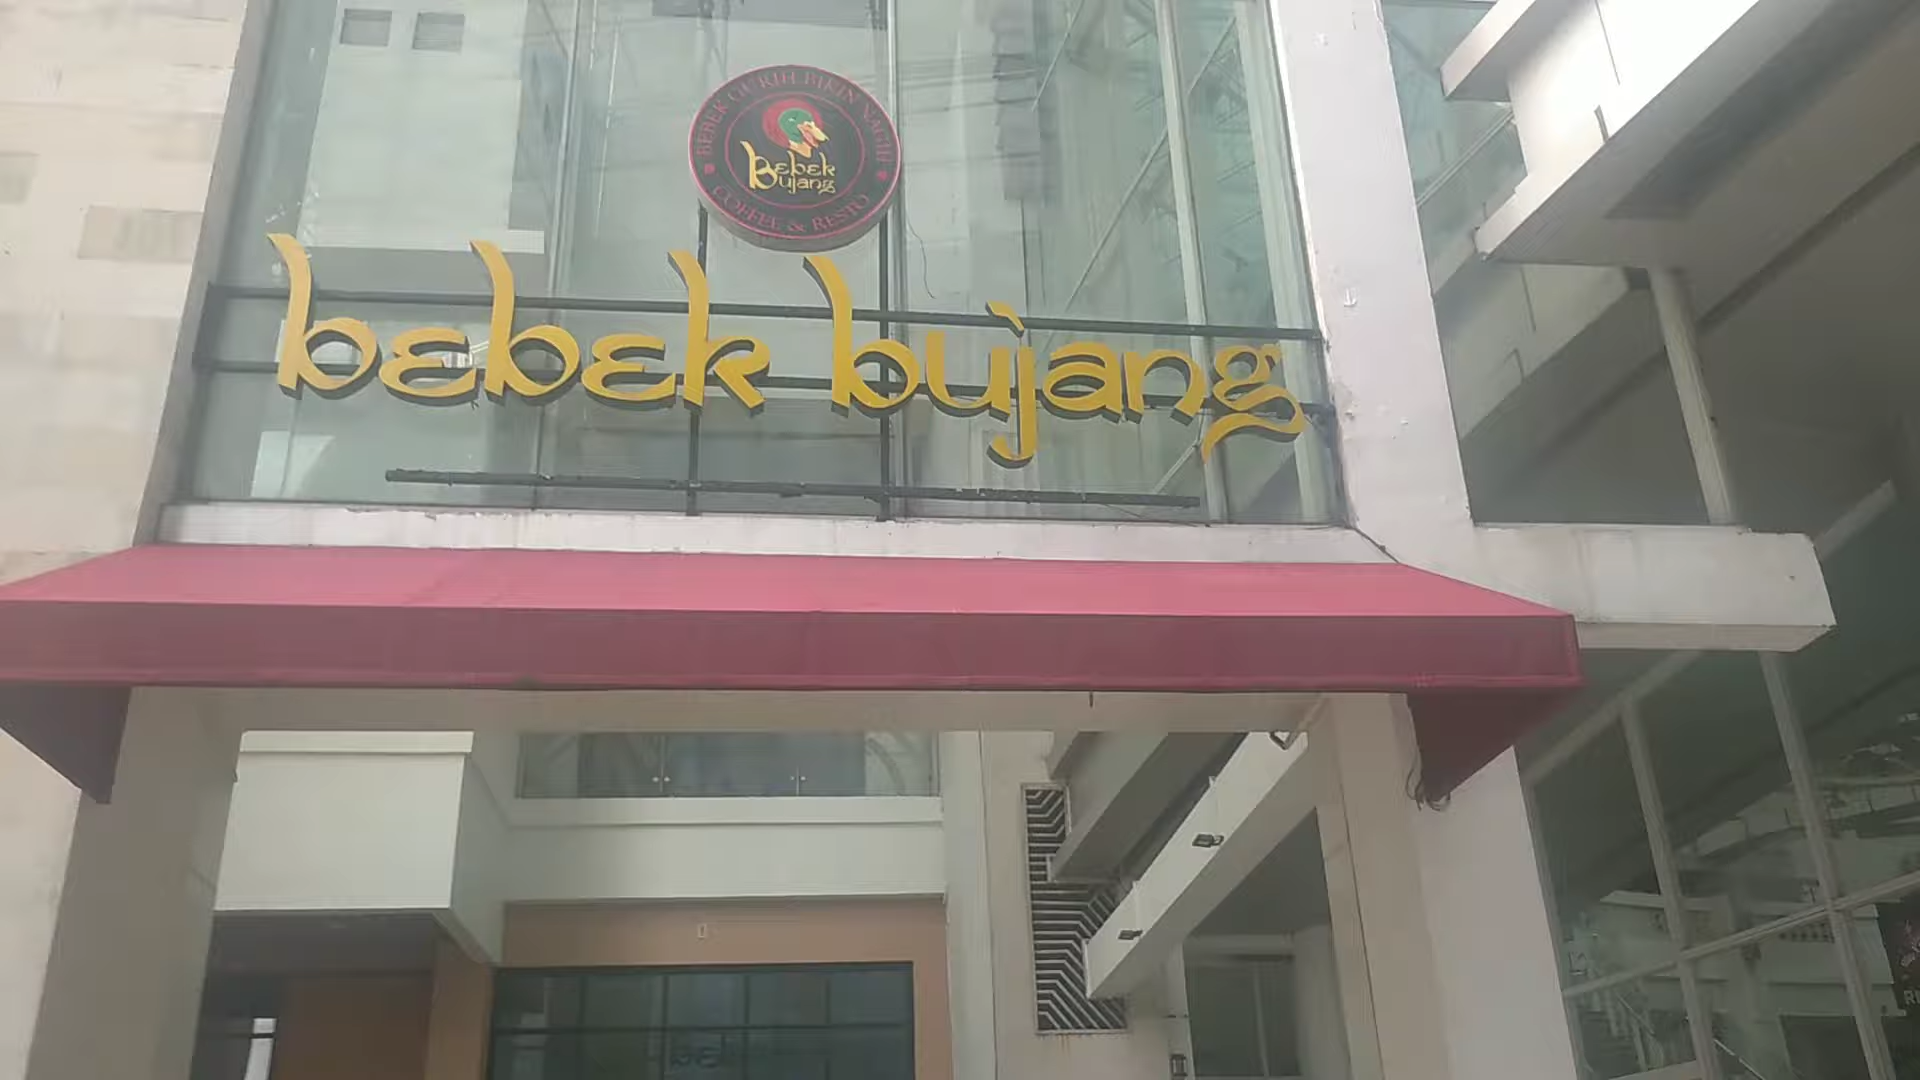 BEBEK GURIH BIKIN NAGIH
Bebek
Bujang
COFFEE & RESTO
bebek bujang